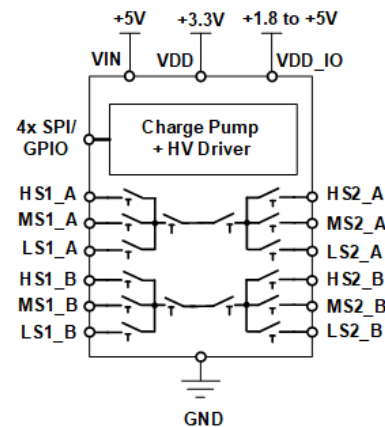 +5V +3.3V +1.8 to +5V
VIN VDD VDD_IO
4x SPI/
GPIO
Charge Pump
+ HV Driver
HS1_A HS2_A
MS1_A MS2_A
LS1_A LS2_A
HS1_B HS2_B
MS1_B MS2_B
LS1_B LS2_B
GND